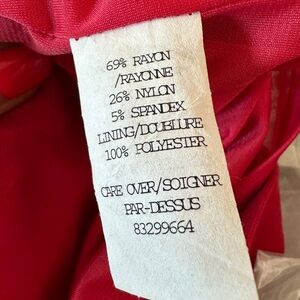 69% RAYON
/RAYONNE
26% NYLON
5% SPANDEX
LINING/DOUBLURE
100% POLYESTER
CARE OVER/SOIGNER
PAR-DESSUS
83299664